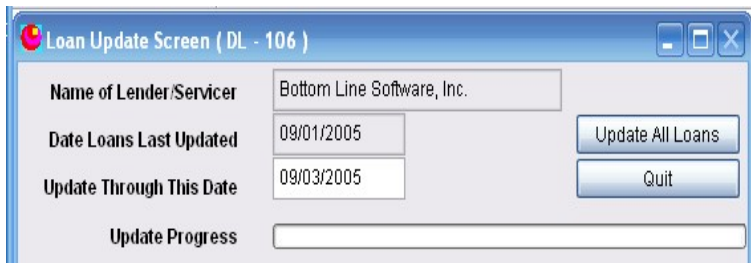 Loan Update Screen ( DL - 106 )
Name of Lender/Servicer Bottom Line Software, Inc.
Date Loans Last Updated 09/01/2005 Update All Loans
Update Through This Date 09/03/2005 Quit
Update Progress